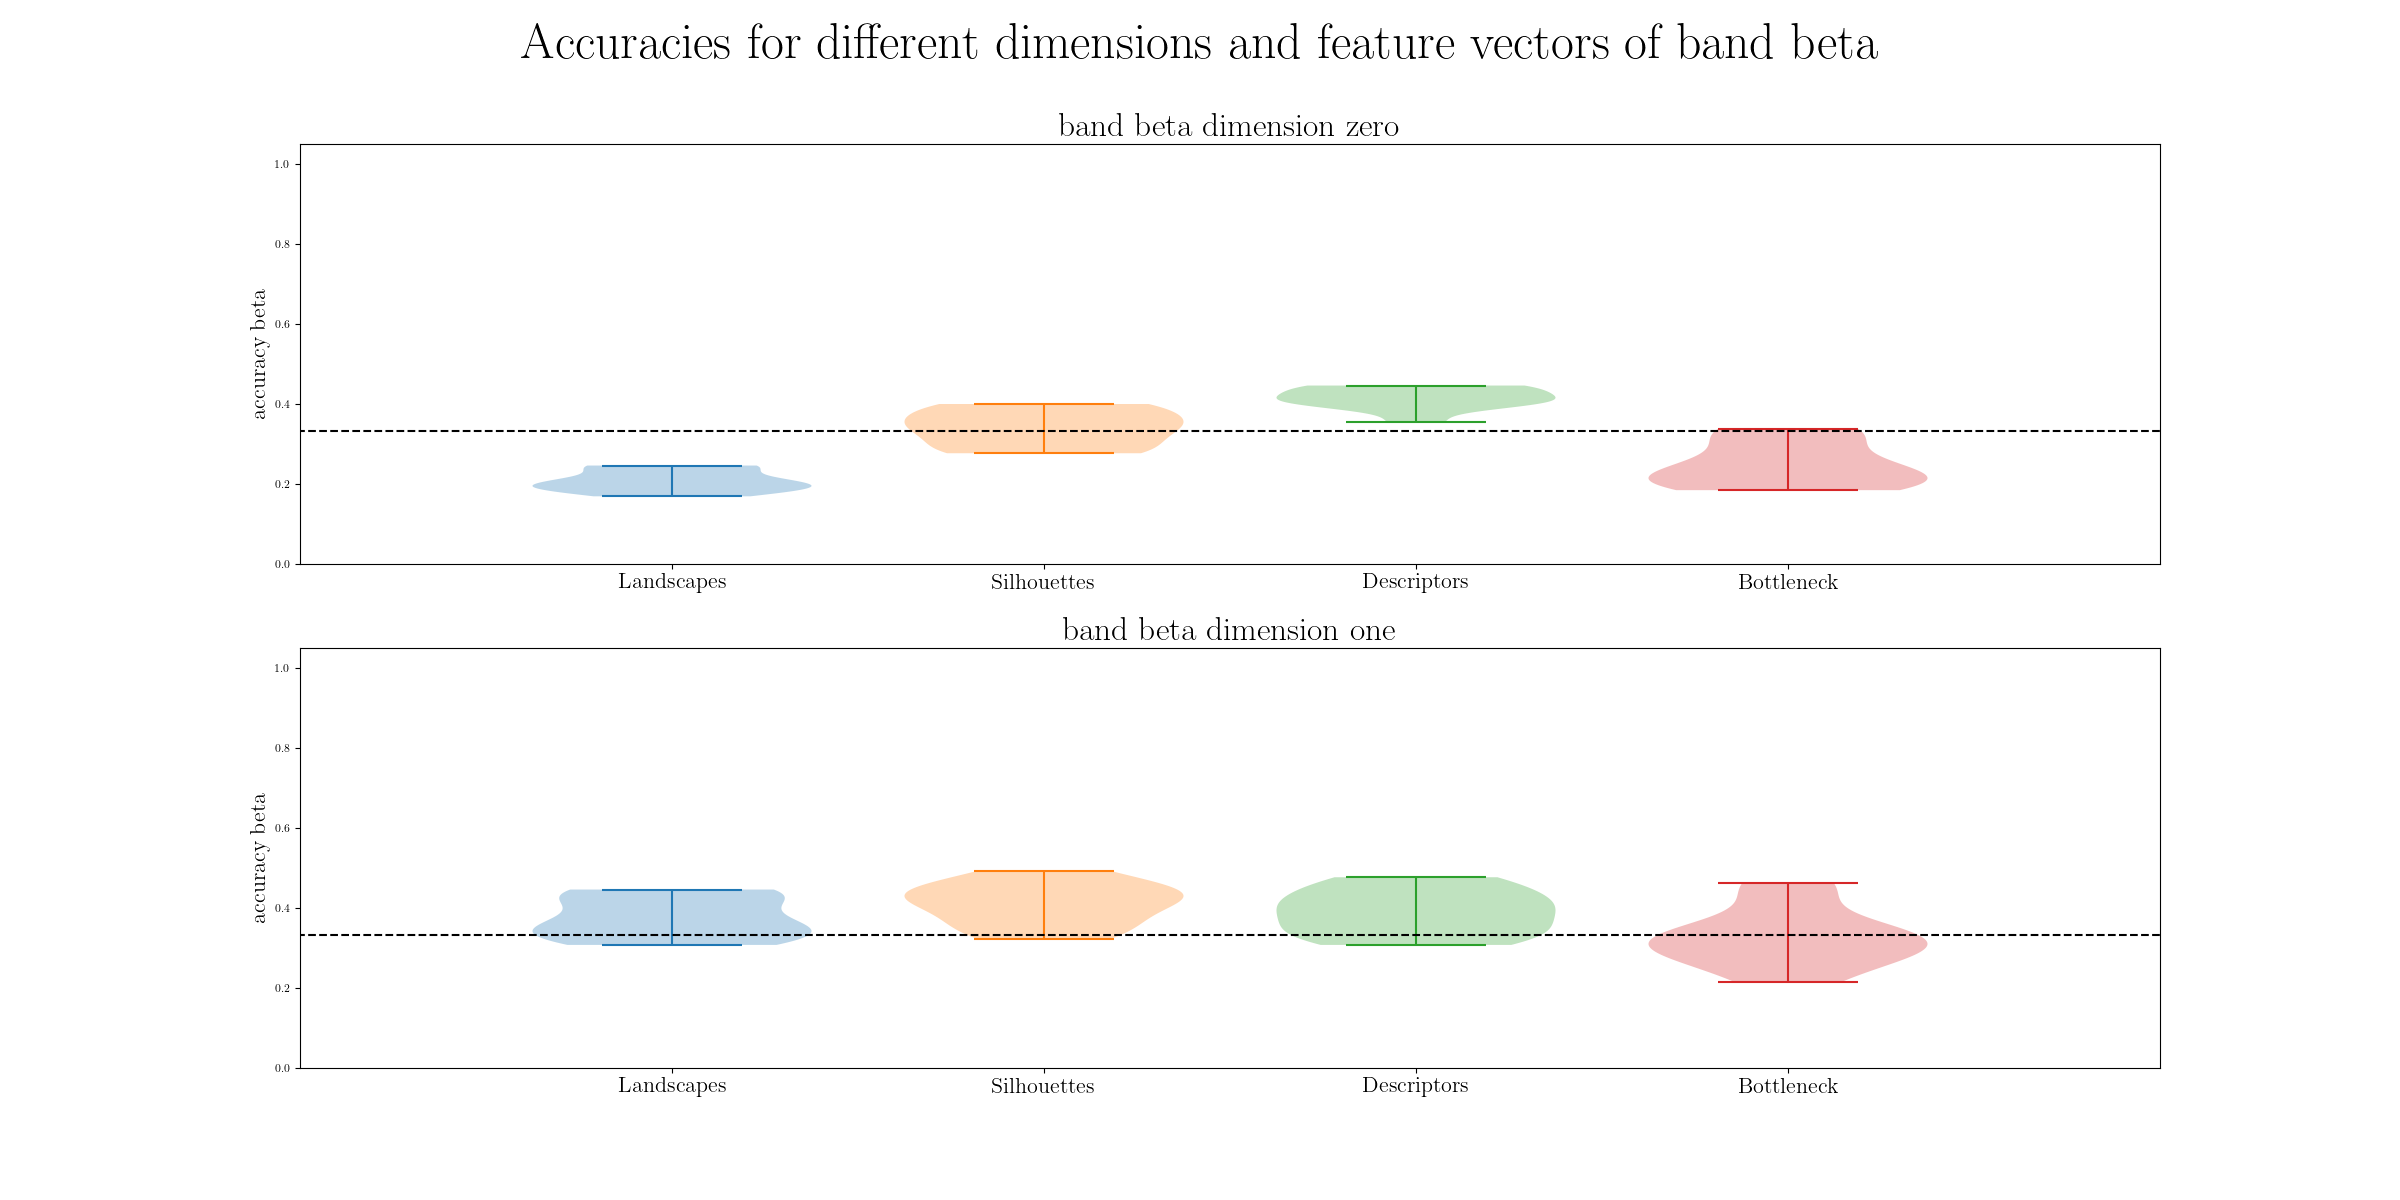 Accuracies for different dimensions and feature vectors of band beta
band beta dimension zero
1.0
0.8
0.6
0.4
0.2
0.0
accuracy beta
Landscapes Silhouettes Descriptors Bottleneck
band beta dimension one
1.0
0.8
0.6
0.4
0.2
0.0
accuracy beta
Landscapes Silhouettes Descriptors Bottleneck